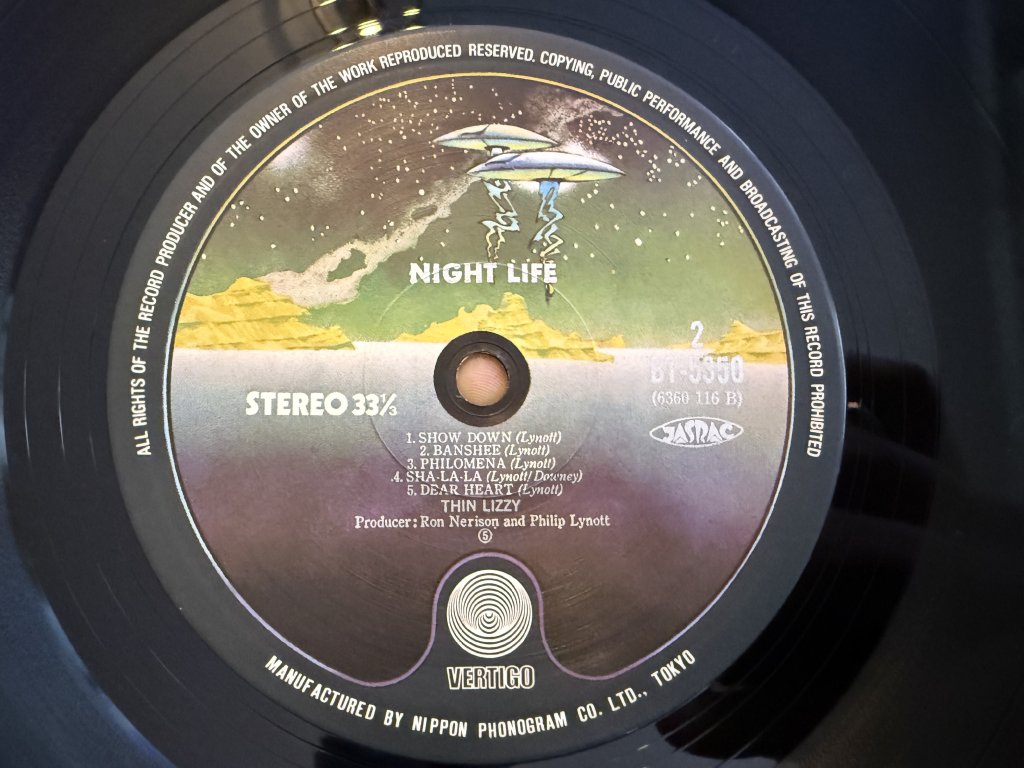 ALL RIGHTS OF THE RECORD PRODUCER AND OF THE OWNER OF THE WORK REPRODUCED RESERVED. COPYING, PUBLIC PERFORMANCE AND BROADCASTING OF THIS RECORD PROHIBITED
NIGHT LIFE
2
BT-5350
(6360 116 B)
JASRAC
STEREO 33⅓
1. SHOW DOWN (Lynott)
2. BANSHEE (Lynott)
3. PHILOMENA (Lynott)
4. SHA-LA-LA (Lynott/Downey)
5. DEAR HEART (Lynott)
THIN LIZZY
Producer: Ron Nerison and Philip Lynott
⑤
VERTIGO
MANUFACTURED BY NIPPON PHONOGRAM CO. LTD., TOKYO